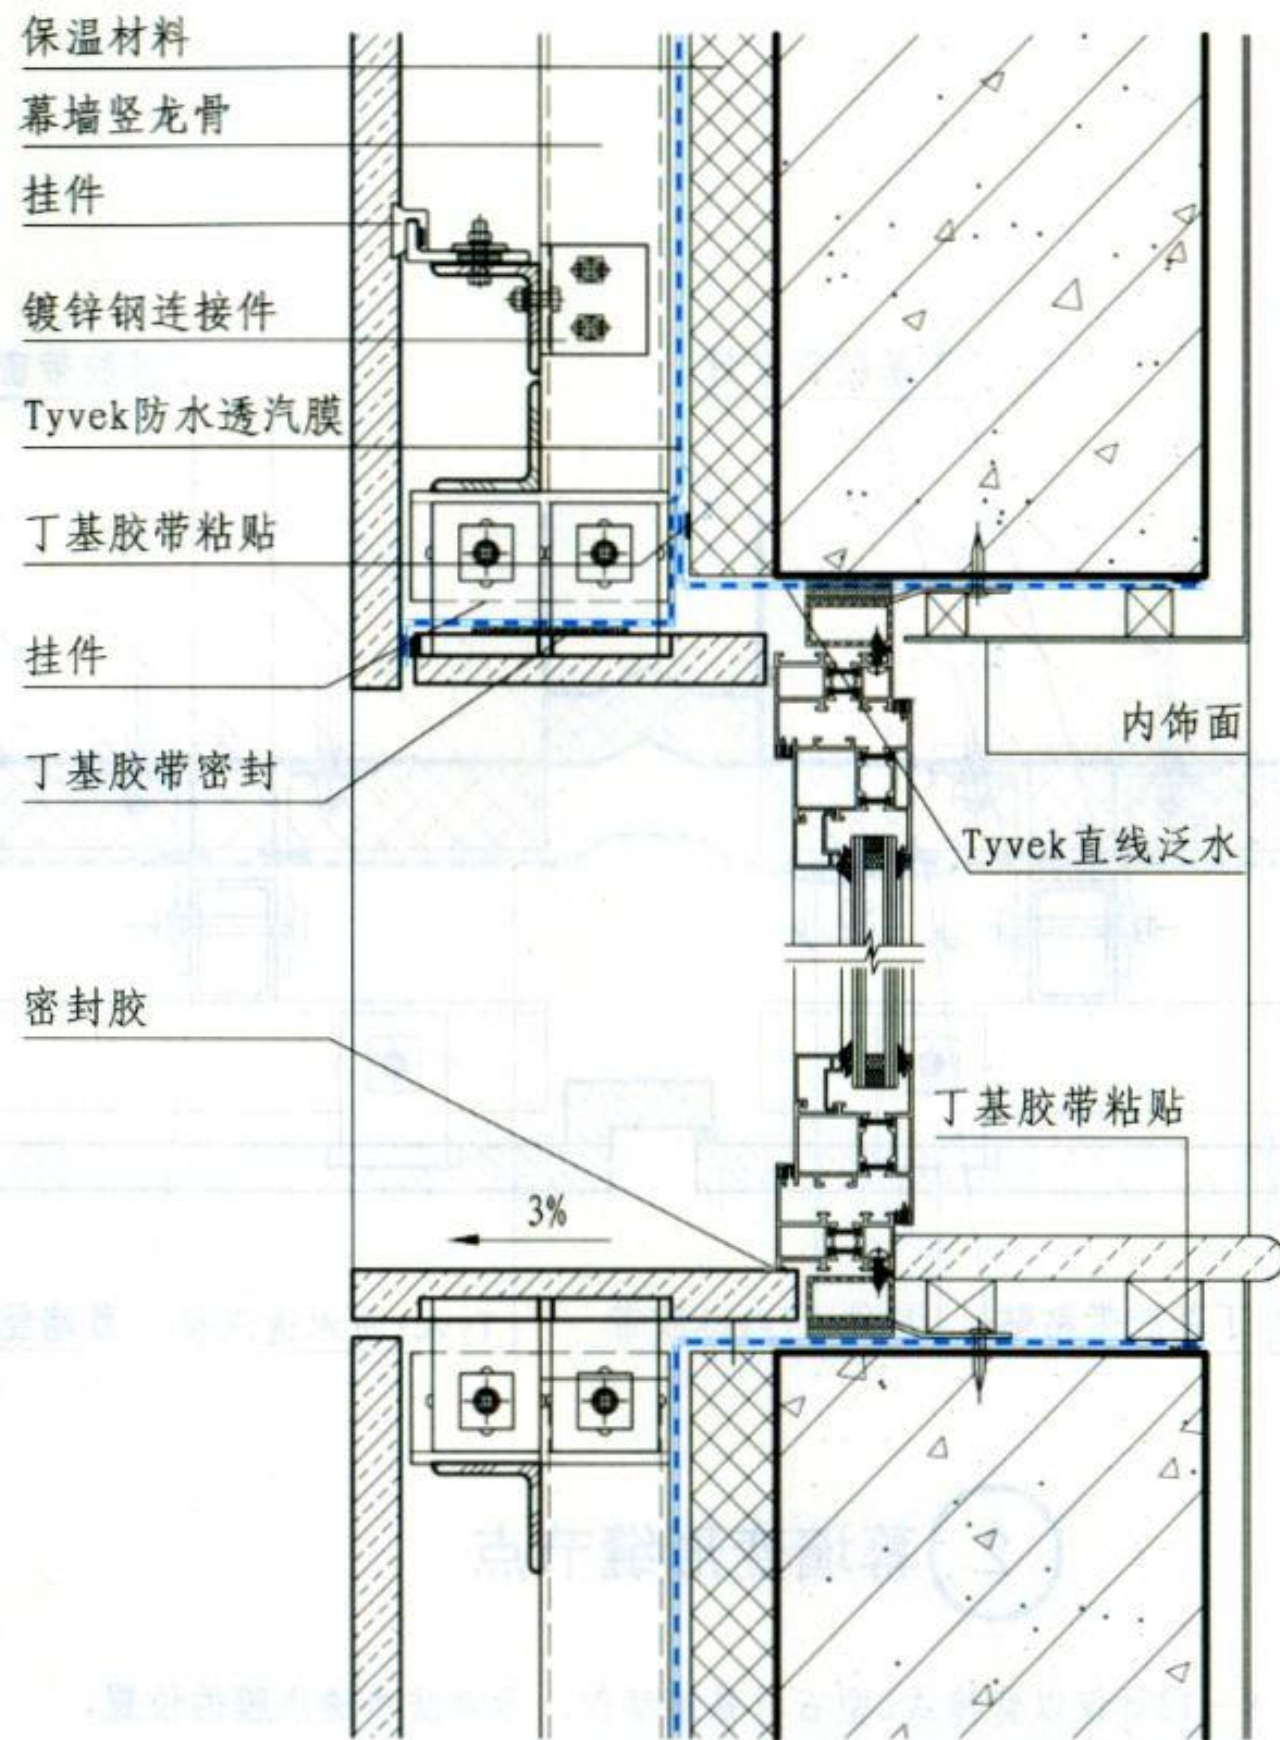 保温材料
幕墙竖龙骨
挂件
镀锌钢连接件
Tyvek防水透汽膜
丁基胶带粘贴
挂件
丁基胶带密封
内饰面
Tyvek直线泛水
密封胶
丁基胶带粘贴
3%